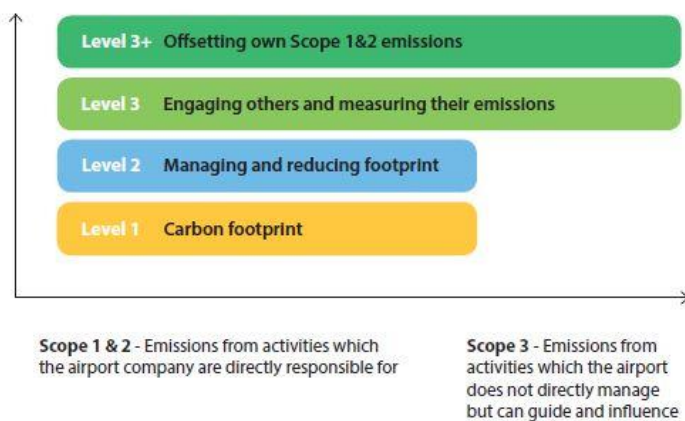 Level 3+ Offsetting own Scope 1&2 emissions
Level 3 Engaging others and measuring their emissions
Level 2 Managing and reducing footprint
Level 1 Carbon footprint
Scope 1 & 2 - Emissions from activities which
the airport company are directly responsible for
Scope 3 - Emissions from
activities which the airport
does not directly manage
but can guide and influence